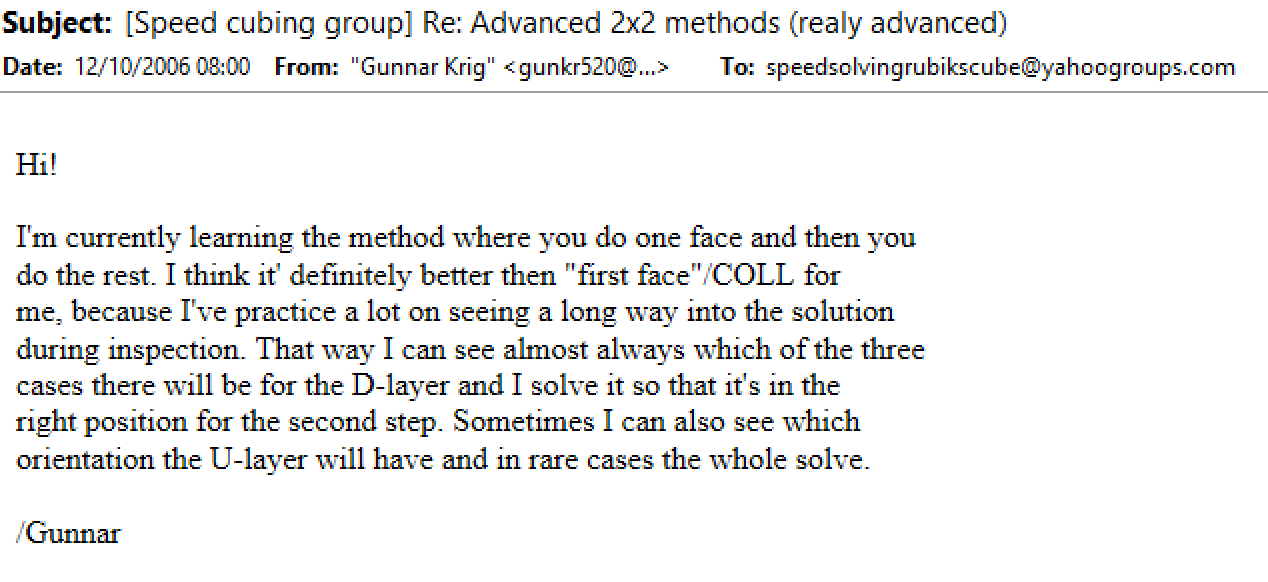 Subject: [Speed cubing group] Re: Advanced 2x2 methods (realy advanced)
Date: 12/10/2006 08:00 From: "Gunnar Krig" <gunkr520@...> To: speedsolvingrubikscube@yahoogroups.com
Hi!
I'm currently learning the method where you do one face and then you
do the rest. I think it' definitely better then "first face"/COLL for
me, because I've practice a lot on seeing a long way into the solution
during inspection. That way I can see almost always which of the three
cases there will be for the D-layer and I solve it so that it's in the
right position for the second step. Sometimes I can also see which
orientation the U-layer will have and in rare cases the whole solve.
/Gunnar